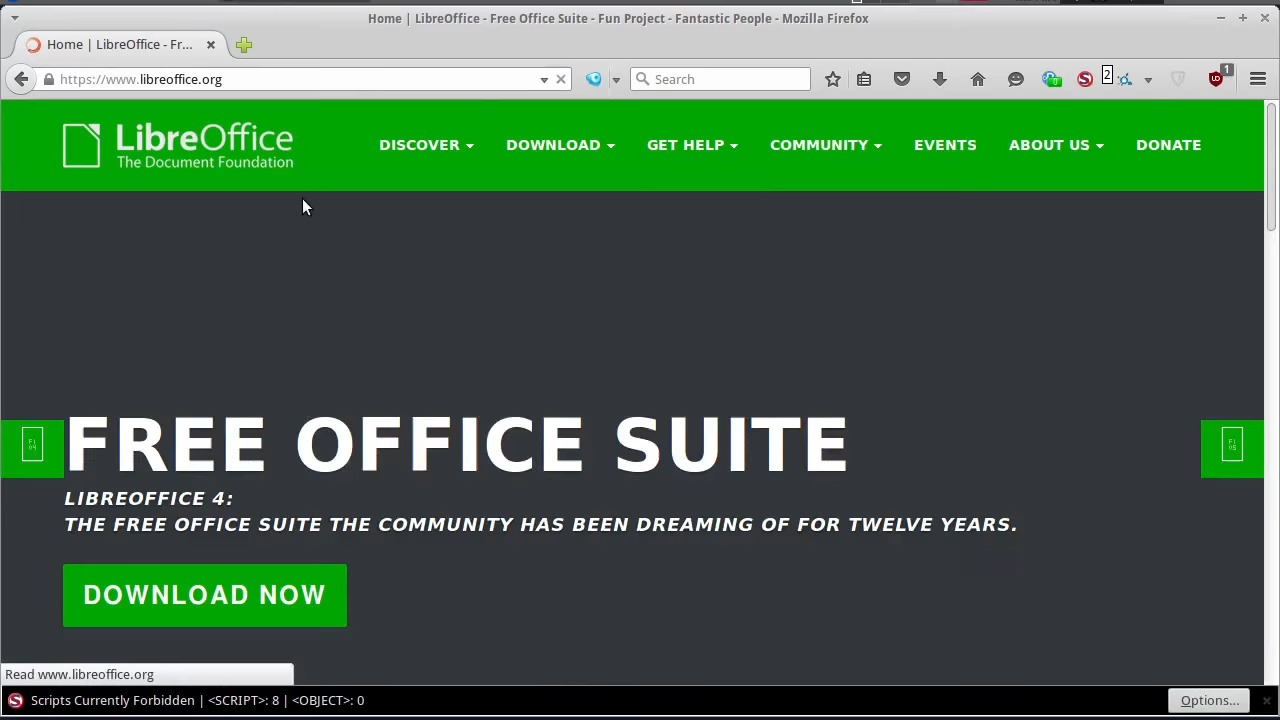 Home | LibreOffice - Free Office Suite - Fun Project - Fantastic People - Mozilla Firefox
Home | LibreOffice - Fr...
https://www.libreoffice.org
Search
2
1
LibreOffice
The Document Foundation
DISCOVER
DOWNLOAD
GET HELP
COMMUNITY
EVENTS
ABOUT US
DONATE
FREE OFFICE SUITE
LIBREOFFICE 4:
THE FREE OFFICE SUITE THE COMMUNITY HAS BEEN DREAMING OF FOR TWELVE YEARS.
DOWNLOAD NOW
Read www.libreoffice.org
Scripts Currently Forbidden | <SCRIPT>: 8 | <OBJECT>: 0
Options...